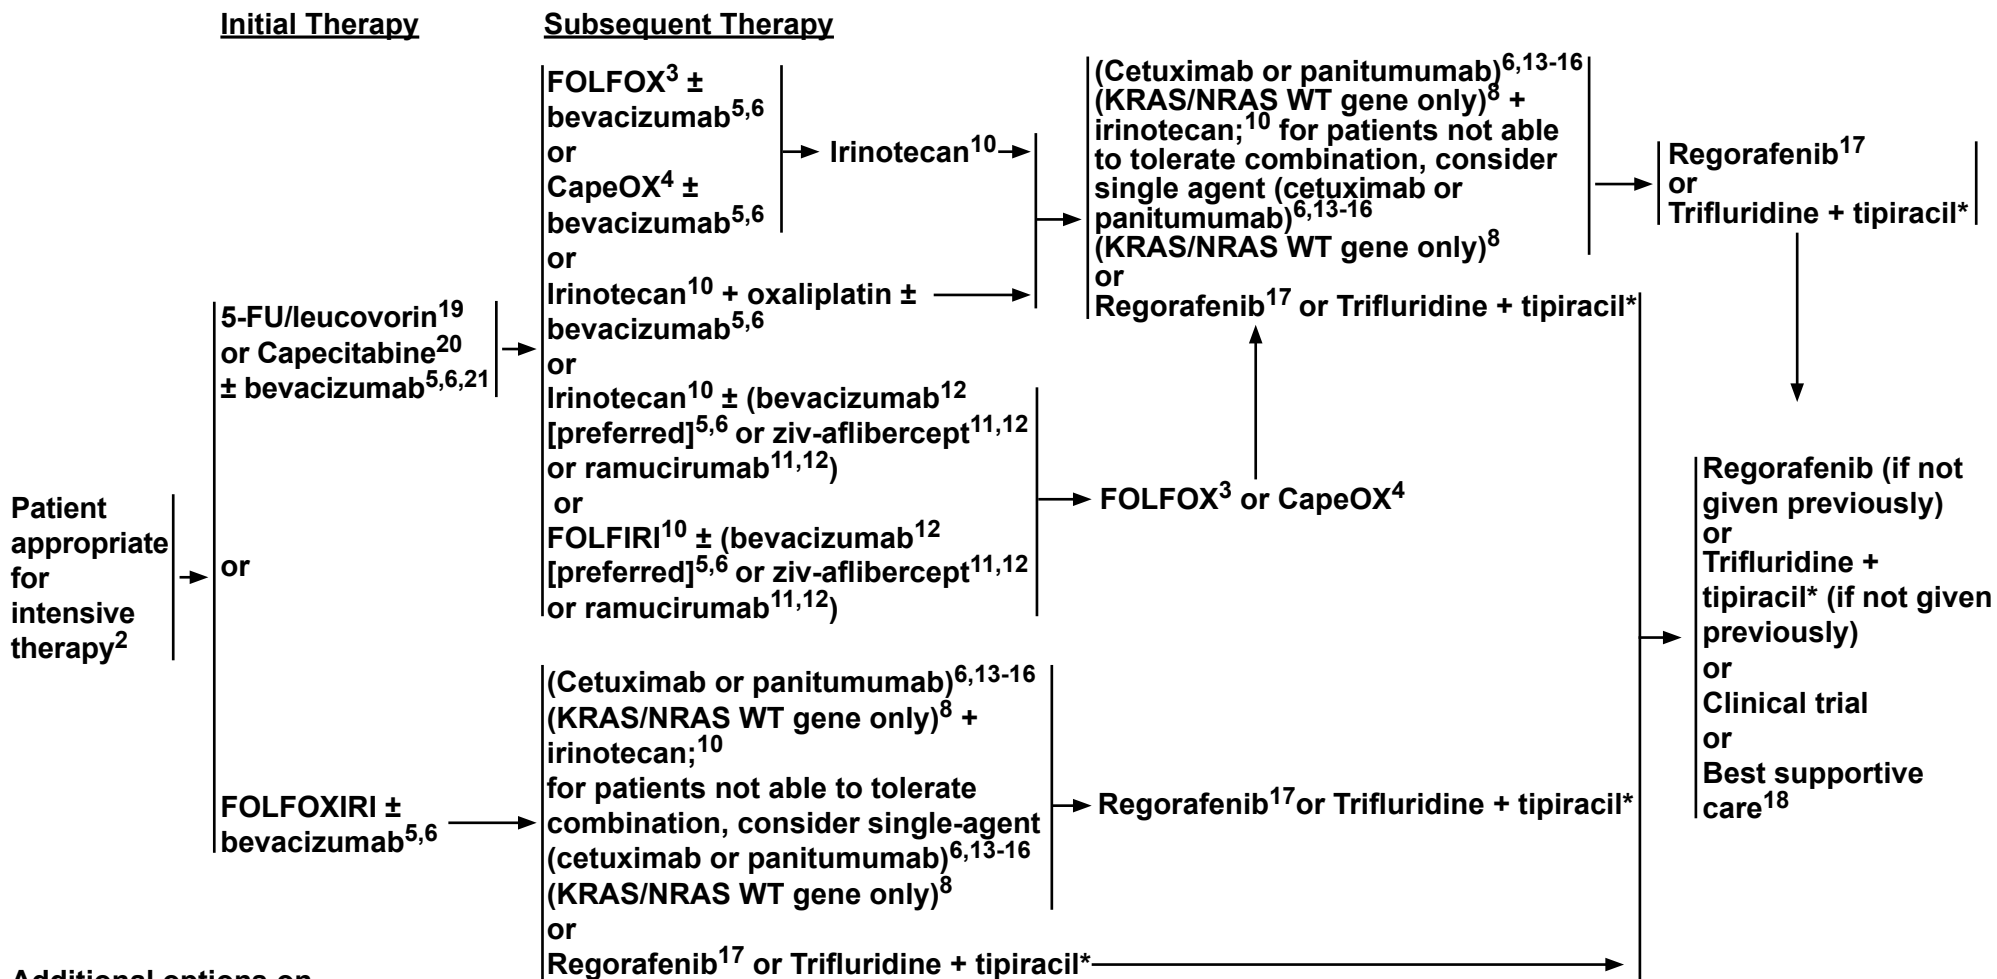 Initial Therapy
Subsequent Therapy
Patient
appropriate
for
intensive
therapy2
5-FU/leucovorin19
or Capecitabine20
± bevacizumab5,6,21
or
FOLFOXIRI ±
bevacizumab5,6
FOLFOX3 ±
bevacizumab5,6
or
CapeOX4 ±
bevacizumab5,6
or
Irinotecan10 + oxaliplatin ±
bevacizumab5,6
or
Irinotecan10 ± (bevacizumab12
[preferred]5,6 or ziv-aflibercept11,12
or ramucirumab11,12)
or
FOLFIRI10 ± (bevacizumab12
[preferred]5,6 or ziv-aflibercept11,12
or ramucirumab11,12)
(Cetuximab or panitumumab)6,13-16
(KRAS/NRAS WT gene only)8 +
irinotecan;10
for patients not able to tolerate
combination, consider single-agent
(cetuximab or panitumumab)6,13-16
(KRAS/NRAS WT gene only)8
or
Regorafenib17 or Trifluridine + tipiracil*
Irinotecan10
(Cetuximab or panitumumab)6,13-16
(KRAS/NRAS WT gene only)8 +
irinotecan;10 for patients not able
to tolerate combination, consider
single agent (cetuximab or
panitumumab)6,13-16
(KRAS/NRAS WT gene only)8
or
Regorafenib17 or Trifluridine + tipiracil*
FOLFOX3 or CapeOX4
Regorafenib17or Trifluridine + tipiracil*
Regorafenib17
or
Trifluridine + tipiracil*
Regorafenib (if not
given previously)
or
Trifluridine +
tipiracil* (if not given
previously)
or
Clinical trial
or
Best supportive
care18
Additional options on